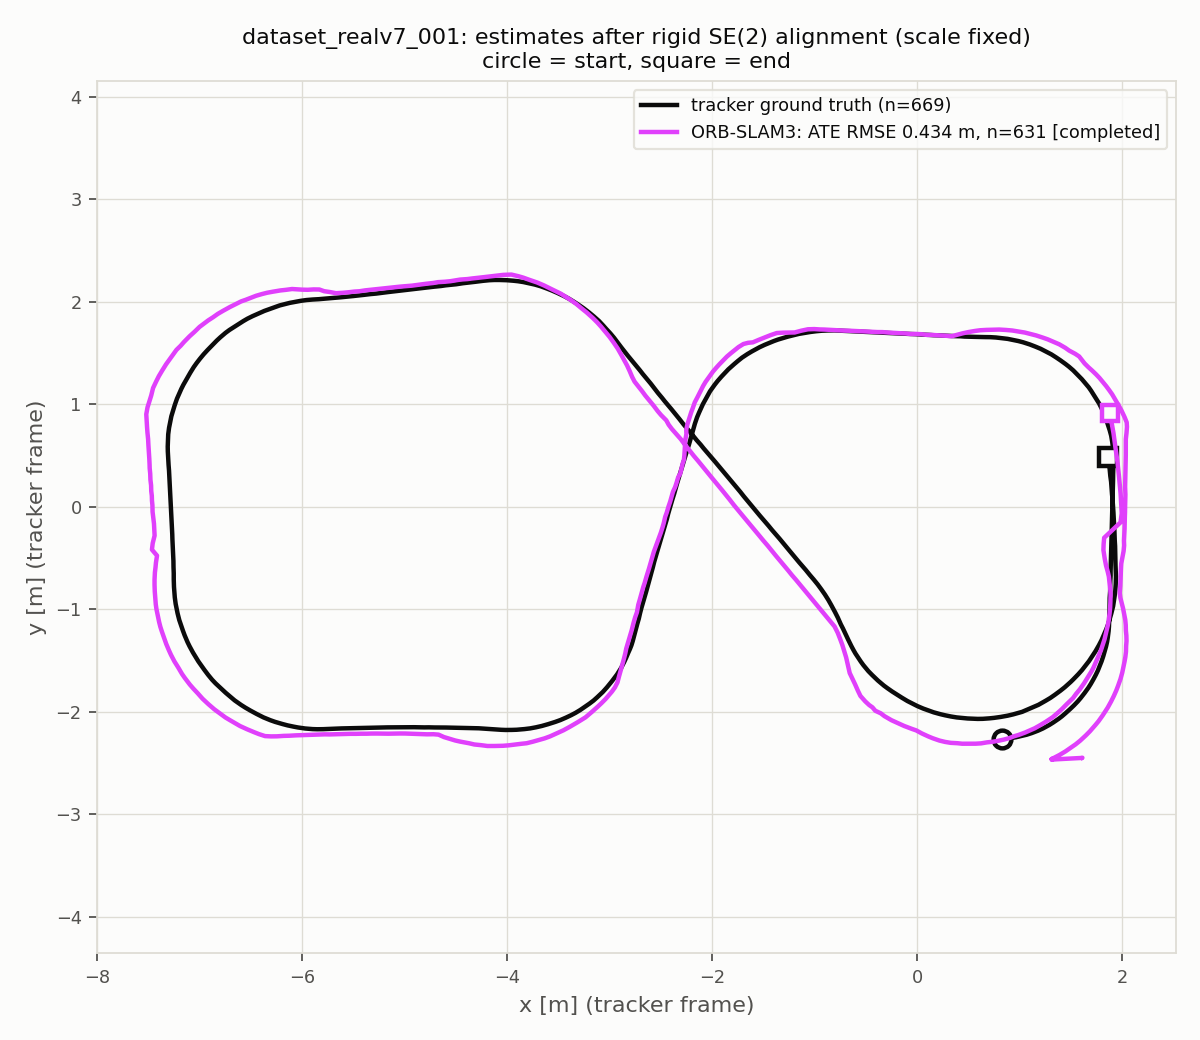 dataset_realv7_001: estimates after rigid SE(2) alignment (scale fixed)
circle = start, square = end
tracker ground truth (n=669)
ORB-SLAM3: ATE RMSE 0.434 m, n=631 [completed]
4
3
2
1
0
−1
−2
−3
−4
y [m] (tracker frame)
−8
−6
−4
−2
0
2
x [m] (tracker frame)